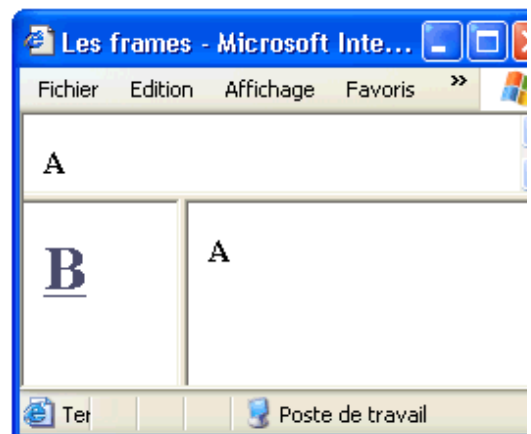 Les frames - Microsoft Inte...
Fichier Edition Affichage Favoris »
A
B A
Ter Poste de travail